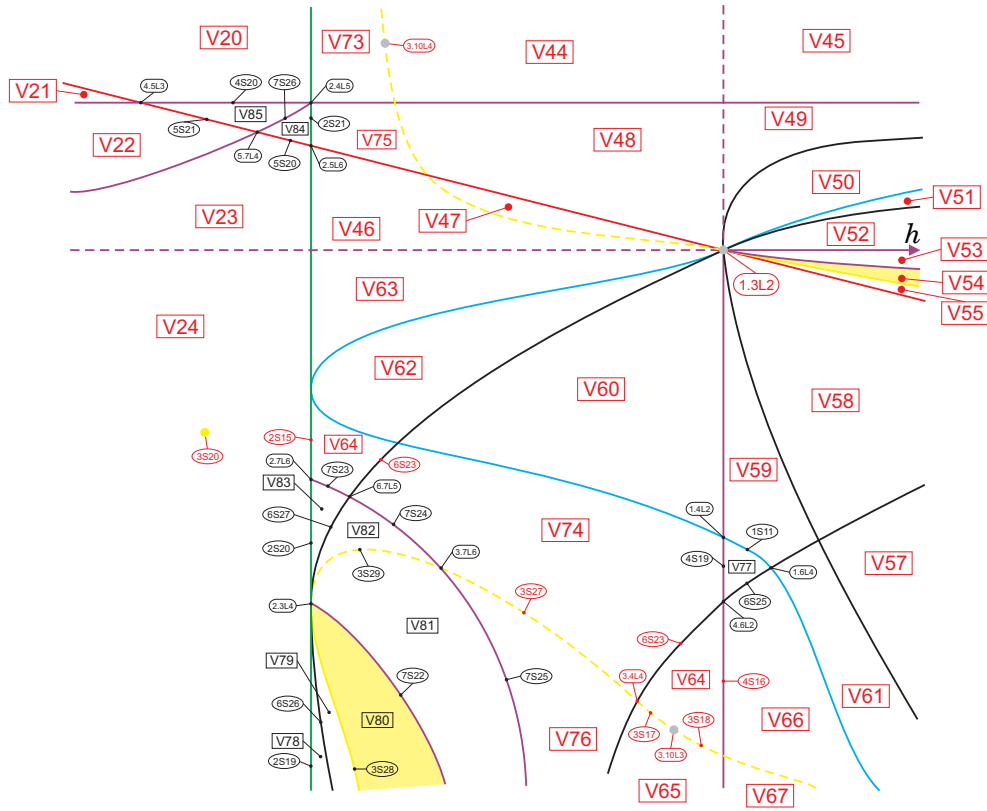 V20
V73
V44
V45
3.10L4
V21
4.5L3
4S20
7S26
2.4L5
V85
V84
2S21
V49
5S21
V22
V75
V48
5.7L4
5S20
2.5L6
V50
V51
V23
V46
V47
V52
h
V53
V63
1.3L2
V54
V55
V24
V62
V60
V58
3S20
2S15
V64
6S23
2.7L6
7S23
V59
V83
6.7L5
6S27
7S24
V74
1.4L2
1S11
V82
2S20
3.7L6
4S19
V77
1.6L4
V57
3S29
6S25
2.3L4
3S27
4.6L2
V81
6S23
V79
3.4L4
V64
4S16
7S22
7S25
V61
6S26
V80
V66
3S17
3S18
V78
V76
3.10L3
2S19
3S28
V65
V67